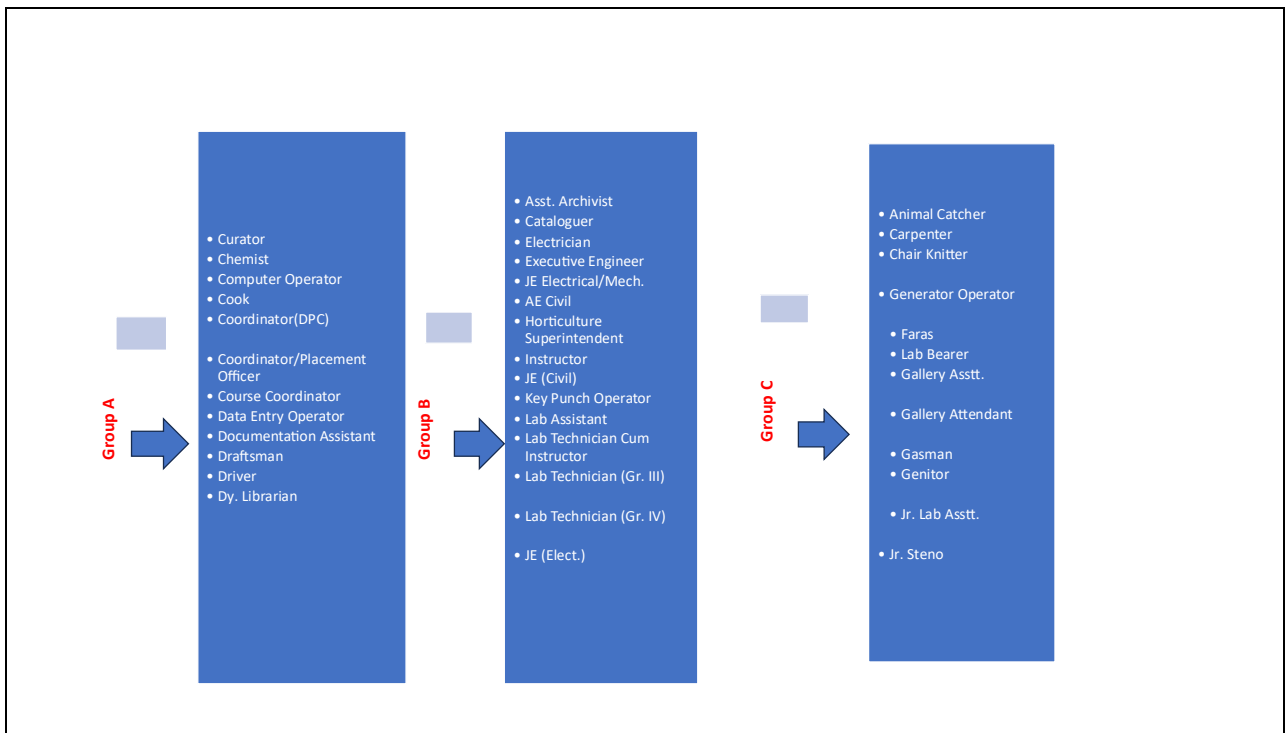 Group A
• Curator
• Chemist
• Computer Operator
• Cook
• Coordinator(DPC)
• Coordinator/Placement
Officer
• Course Coordinator
• Data Entry Operator
• Documentation Assistant
• Draftsman
• Driver
• Dy. Librarian
Group B
• Asst. Archivist
• Cataloguer
• Electrician
• Executive Engineer
• JE Electrical/Mech.
• AE Civil
• Horticulture
Superintendent
• Instructor
• JE (Civil)
• Key Punch Operator
• Lab Assistant
• Lab Technician Cum
Instructor
• Lab Technician (Gr. III)
• Lab Technician (Gr. IV)
• JE (Elect.)
Group C
• Animal Catcher
• Carpenter
• Chair Knitter
• Generator Operator
• Faras
• Lab Bearer
• Gallery Asstt.
• Gallery Attendant
• Gasman
• Genitor
• Jr. Lab Asstt.
• Jr. Steno